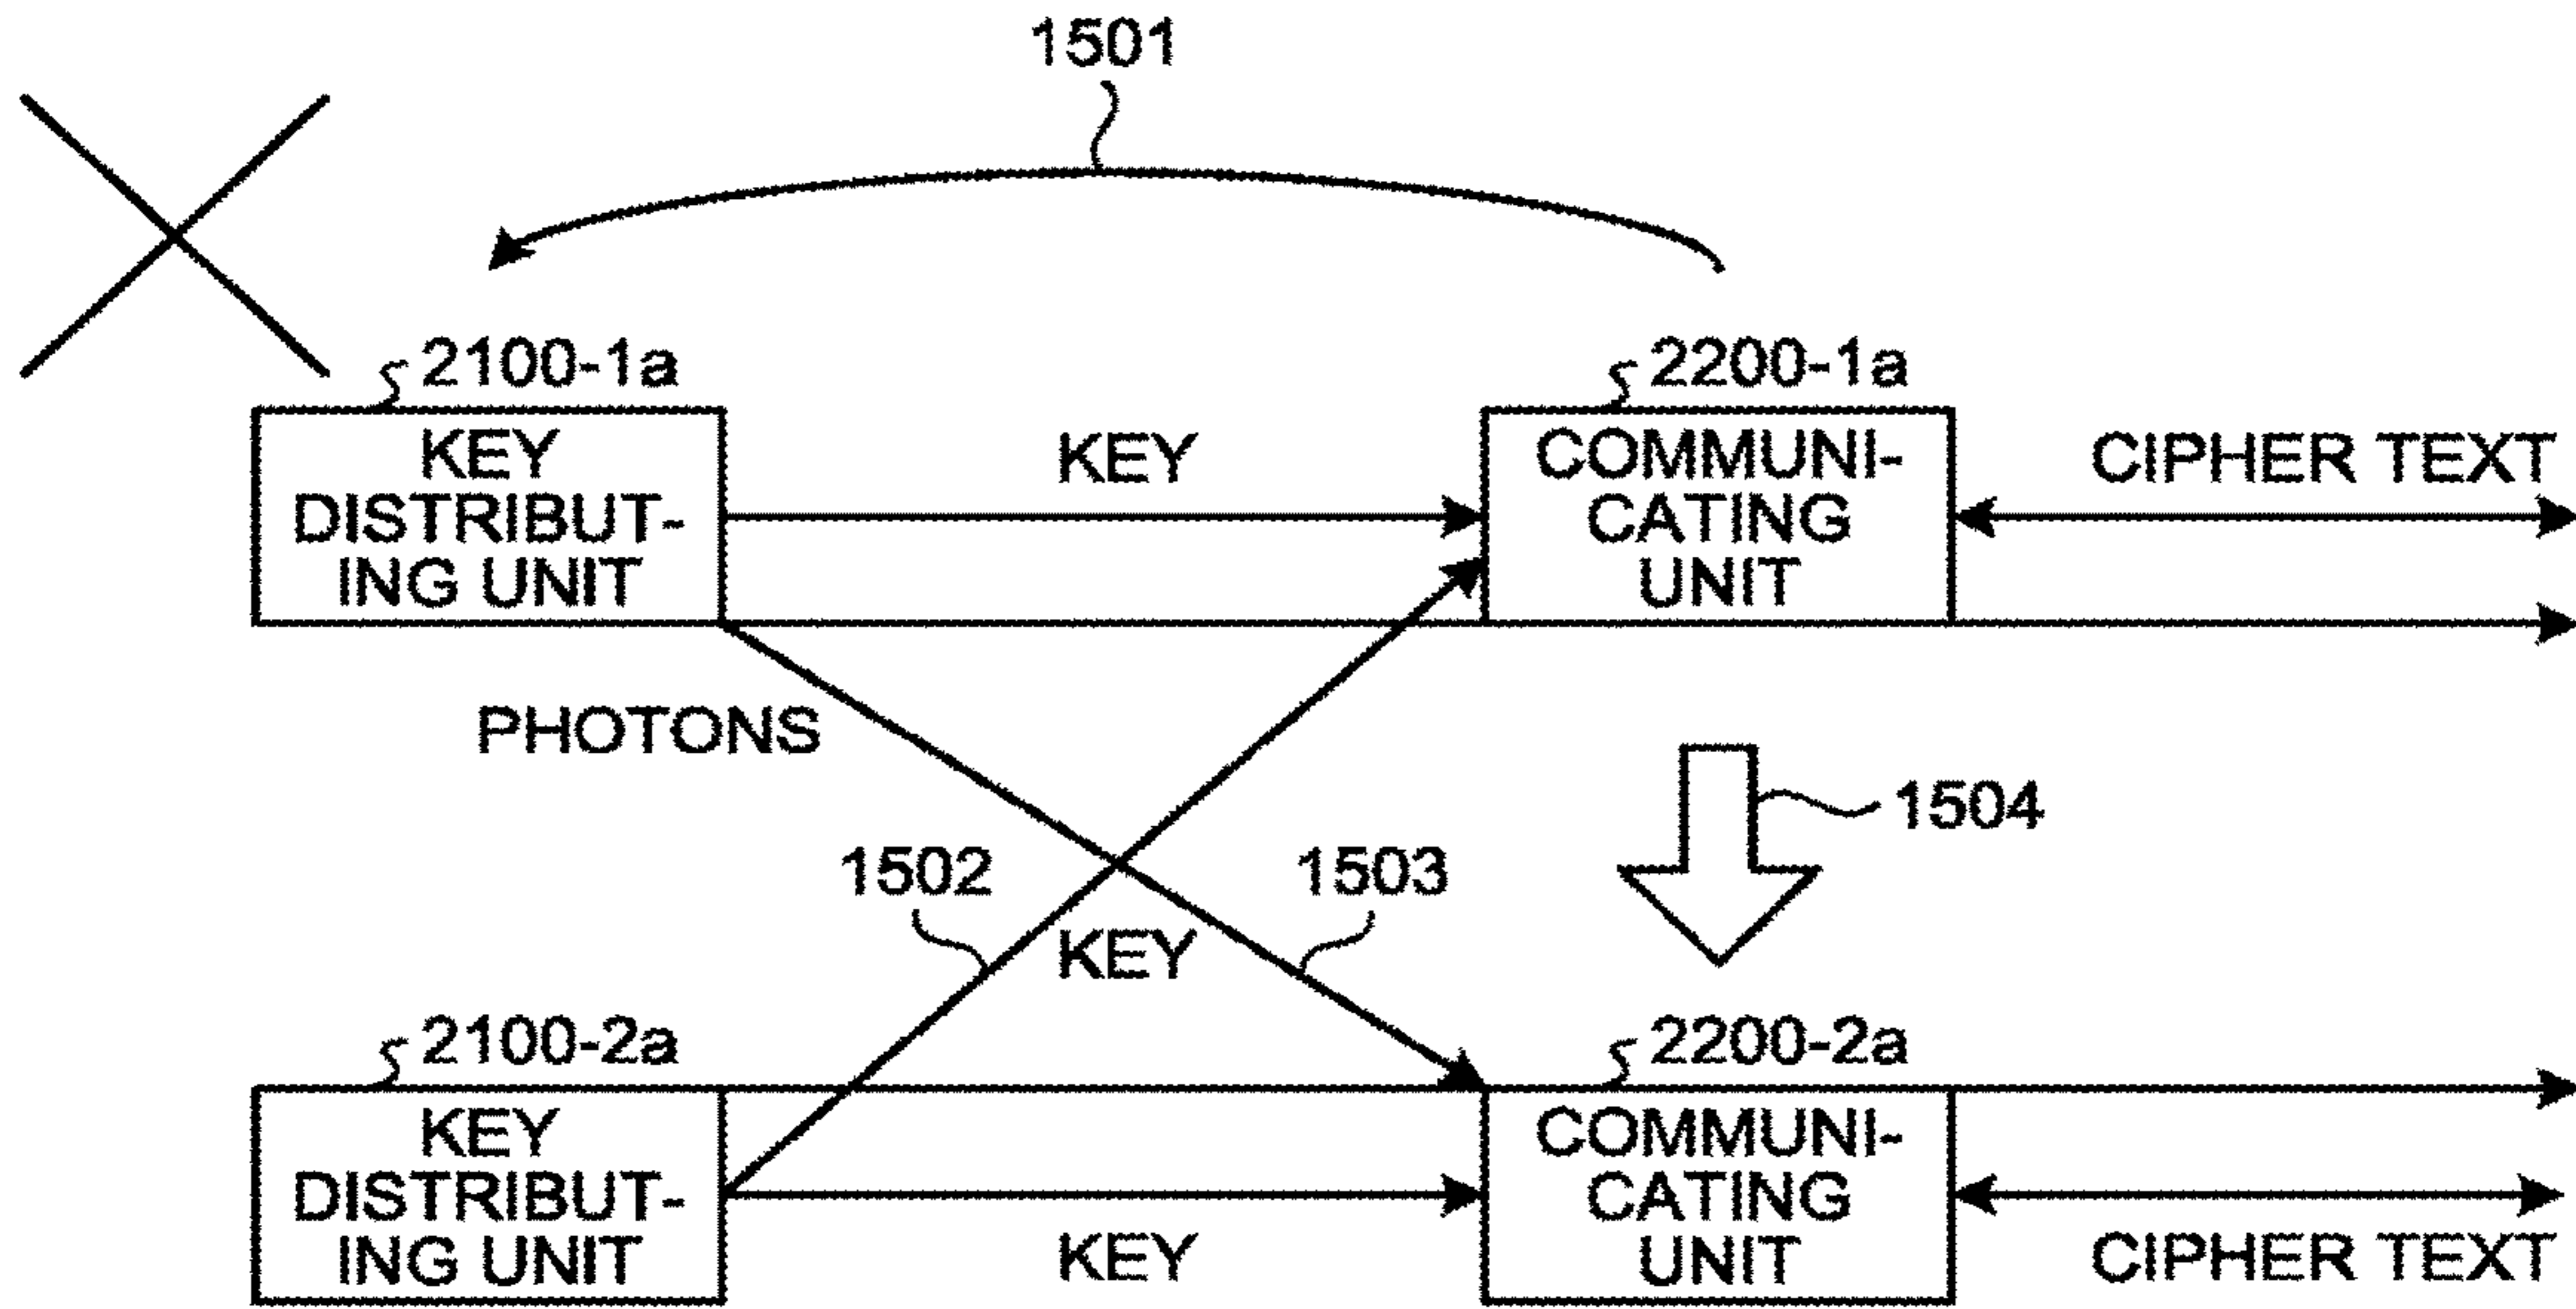 1501
2100-1a
2200-1a
KEY
DISTRIBUT-
ING UNIT
KEY
COMMUNI-
CATING
UNIT
CIPHER TEXT
PHOTONS
1504
1502
KEY
1503
2100-2a
2200-2a
KEY
DISTRIBUT-
ING UNIT
KEY
COMMUNI-
CATING
UNIT
CIPHER TEXT